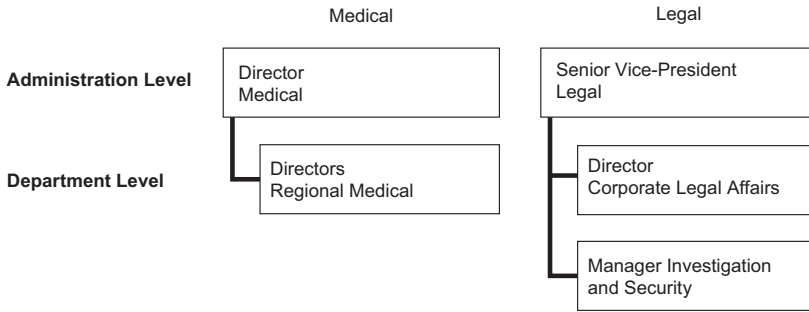 Medical
Legal
Administration Level
Director
Medical
Senior Vice-President
Legal
Department Level
Directors
Regional Medical
Director
Corporate Legal Affairs
Manager Investigation
and Security